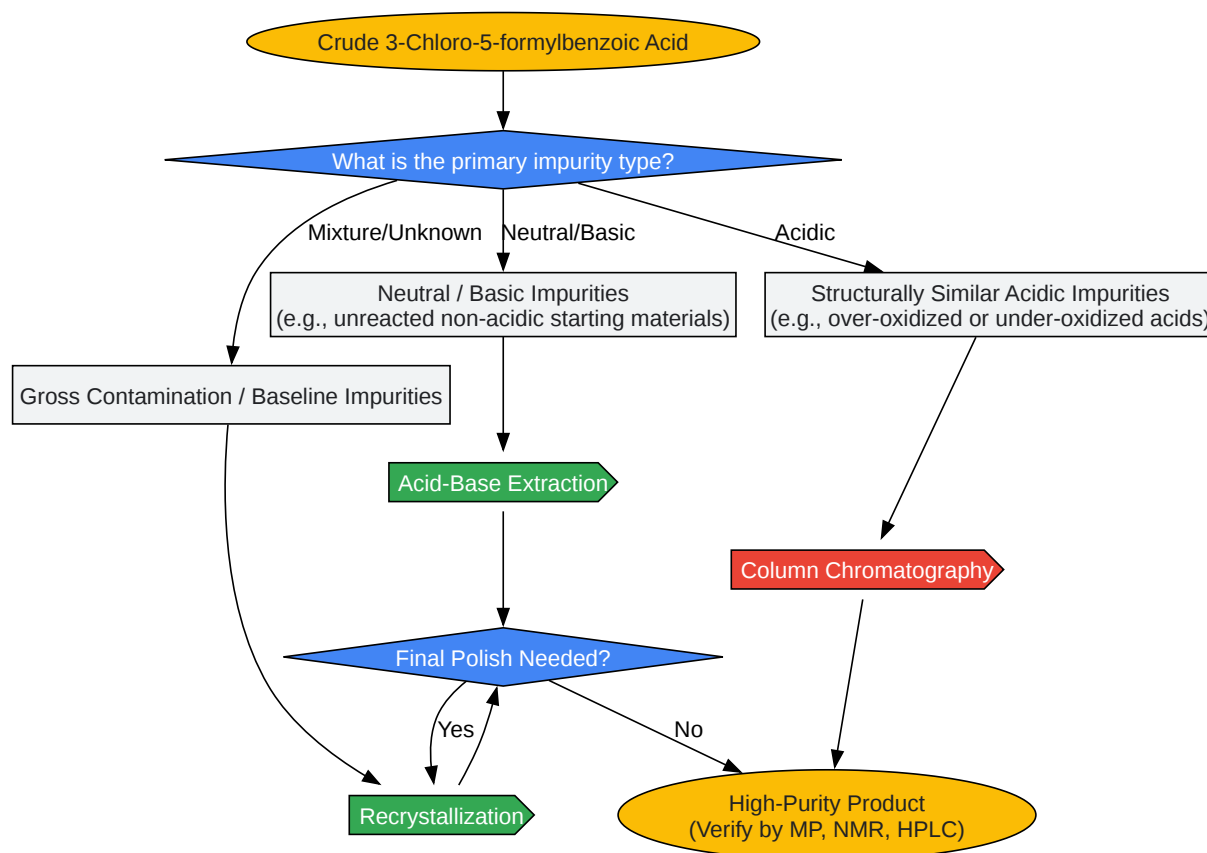 Crude 3-Chloro-5-formylbenzoic Acid
What is the primary impurity type?
Mixture/Unknown
Neutral/Basic
Acidic
Neutral / Basic Impurities
(e.g., unreacted non-acidic starting materials)
Structurally Similar Acidic Impurities
(e.g., over-oxidized or under-oxidized acids)
Gross Contamination / Baseline Impurities
Acid-Base Extraction
Column Chromatography
Final Polish Needed?
Yes
No
Recrystallization
High-Purity Product
(Verify by MP, NMR, HPLC)